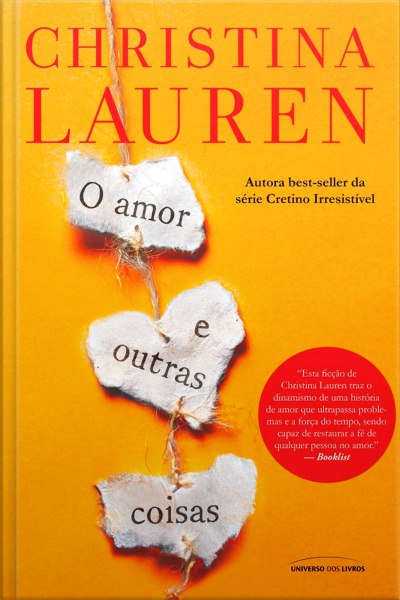 CHRISTINA
LAUREN
Autora best-seller da
série Cretino Irresistível
O amor
e
outras
coisas
“Esta ficção de
Christina Lauren traz o
dinamismo de uma história
de amor que ultrapassa proble-
mas e a força do tempo, sendo
capaz de restaurar a fé de
qualquer pessoa no amor.”
— Booklist
UNIVERSO DOS LIVROS